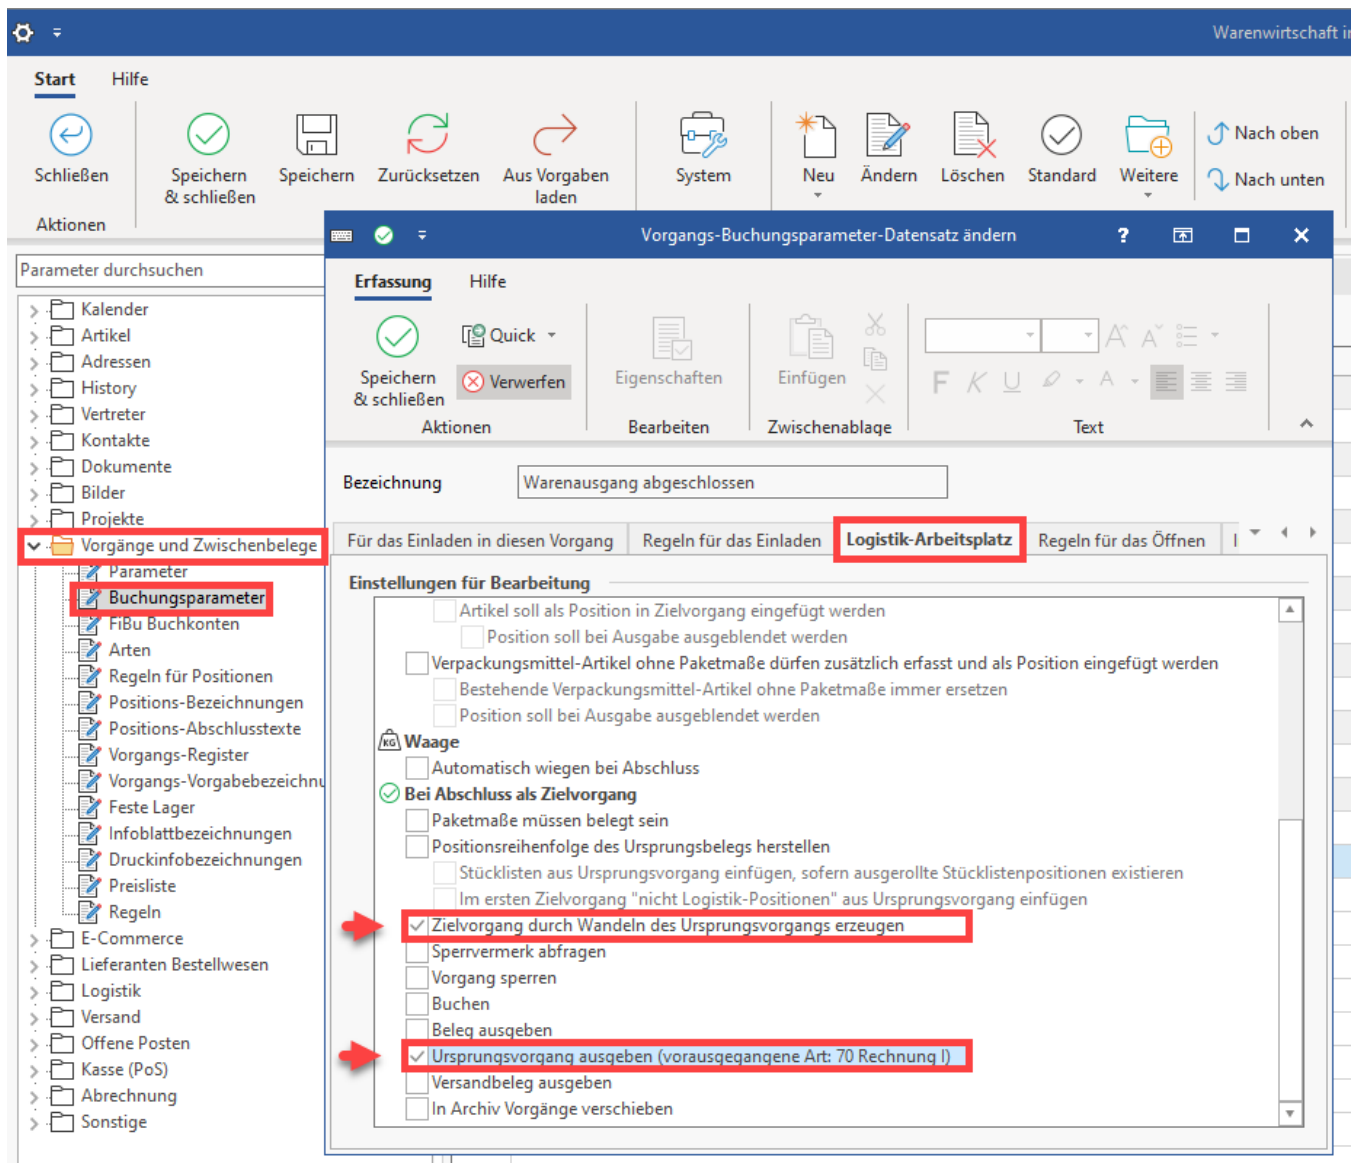 Warenwirtschaft i
Start Hilfe
Schließen
Speichern
& schließen
Speichern
Zurücksetzen
Aus Vorgaben
laden
System
Neu
Ändern
Löschen
Standard
Weitere
Nach oben
Nach unten
Aktionen
Parameter durchsuchen
Kalender
Artikel
Adressen
History
Vertreter
Kontakte
Dokumente
Bilder
Projekte
Vorgänge und Zwischenbelege
Parameter
Buchungsparameter
FiBu Buchkonten
Arten
Regeln für Positionen
Positions-Bezeichnungen
Positions-Abschlusstexte
Vorgangs-Register
Vorgangs-Vorgabebezeichnu
Feste Lager
Infoblattbezeichnungen
Druckinfobezeichnungen
Preisliste
Regeln
E-Commerce
Lieferanten Bestellwesen
Logistik
Versand
Offene Posten
Kasse (PoS)
Abrechnung
Sonstige
Vorgangs-Buchungsparameter-Datensatz ändern ?
Erfassung Hilfe
Speichern
& schließen
Quick
Verwerfen
Aktionen
Eigenschaften
Bearbeiten
Einfügen
Zwischenablage
A A
F K U A
Text
Bezeichnung Warenausgang abgeschlossen
Für das Einladen in diesen Vorgang Regeln für das Einladen Logistik-Arbeitsplatz Regeln für das Öffnen
Einstellungen für Bearbeitung
Artikel soll als Position in Zielvorgang eingefügt werden
Position soll bei Ausgabe ausgeblendet werden
Verpackungsmittel-Artikel ohne Paketmaße dürfen zusätzlich erfasst und als Position eingefügt werden
Bestehende Verpackungsmittel-Artikel ohne Paketmaße immer ersetzen
Position soll bei Ausgabe ausgeblendet werden
KG Waage
Automatisch wiegen bei Abschluss
Bei Abschluss als Zielvorgang
Paketmaße müssen belegt sein
Positionsreihenfolge des Ursprungsbelegs herstellen
Stücklisten aus Ursprungsvorgang einfügen, sofern ausgerollte Stücklistenpositionen existieren
Im ersten Zielvorgang "nicht Logistik-Positionen" aus Ursprungsvorgang einfügen
Zielvorgang durch Wandeln des Ursprungsvorgangs erzeugen
Sperrvermerk abfragen
Vorgang sperren
Buchen
Beleg ausgeben
Ursprungsvorgang ausgeben (vorausgegangene Art: 70 Rechnung I)
Versandbeleg ausgeben
In Archiv Vorgänge verschieben